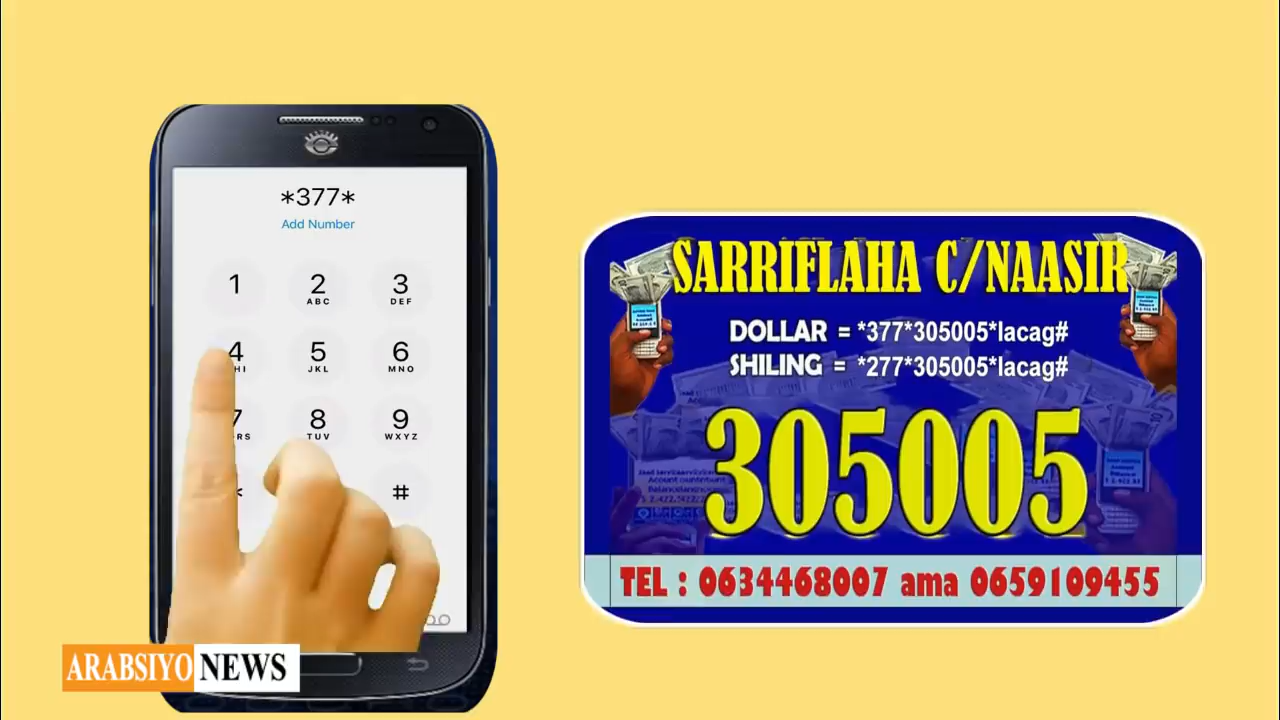 *377*
Add Number
1 2 3
ABC DEF
4 5 6
JKL MNO
8 9
TUV WXYZ
#
SARRIFLAHA C/NAASIR
DOLLAR = *377*305005*lacag#
SHILING = *277*305005*lacag#
305005
TEL : 0634468007 ama 0659109455
ARABSIYO NEWS